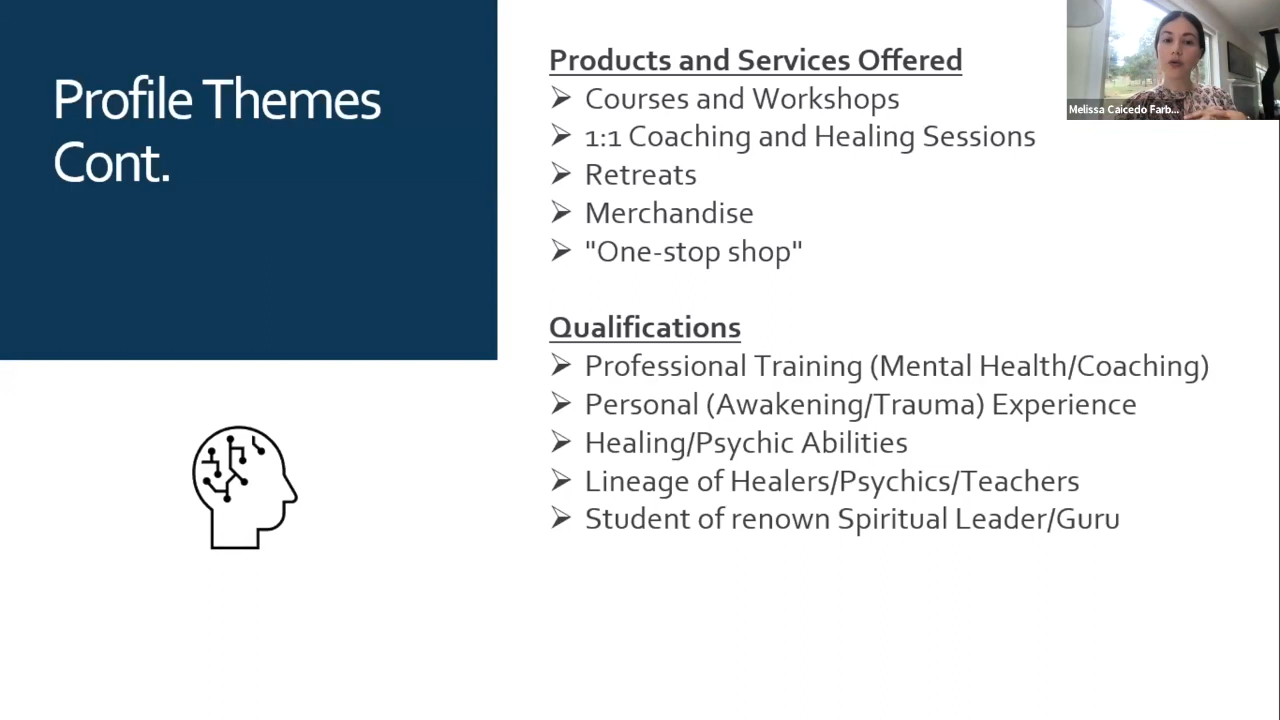 Profile Themes
Cont.
Products and Services Offered
➢ Courses and Workshops
➢ 1:1 Coaching and Healing Sessions
➢ Retreats
➢ Merchandise
➢ "One-stop shop"
Qualifications
➢ Professional Training (Mental Health/Coaching)
➢ Personal (Awakening/Trauma) Experience
➢ Healing/Psychic Abilities
➢ Lineage of Healers/Psychics/Teachers
➢ Student of renown Spiritual Leader/Guru
Melissa Caicedo Farb...